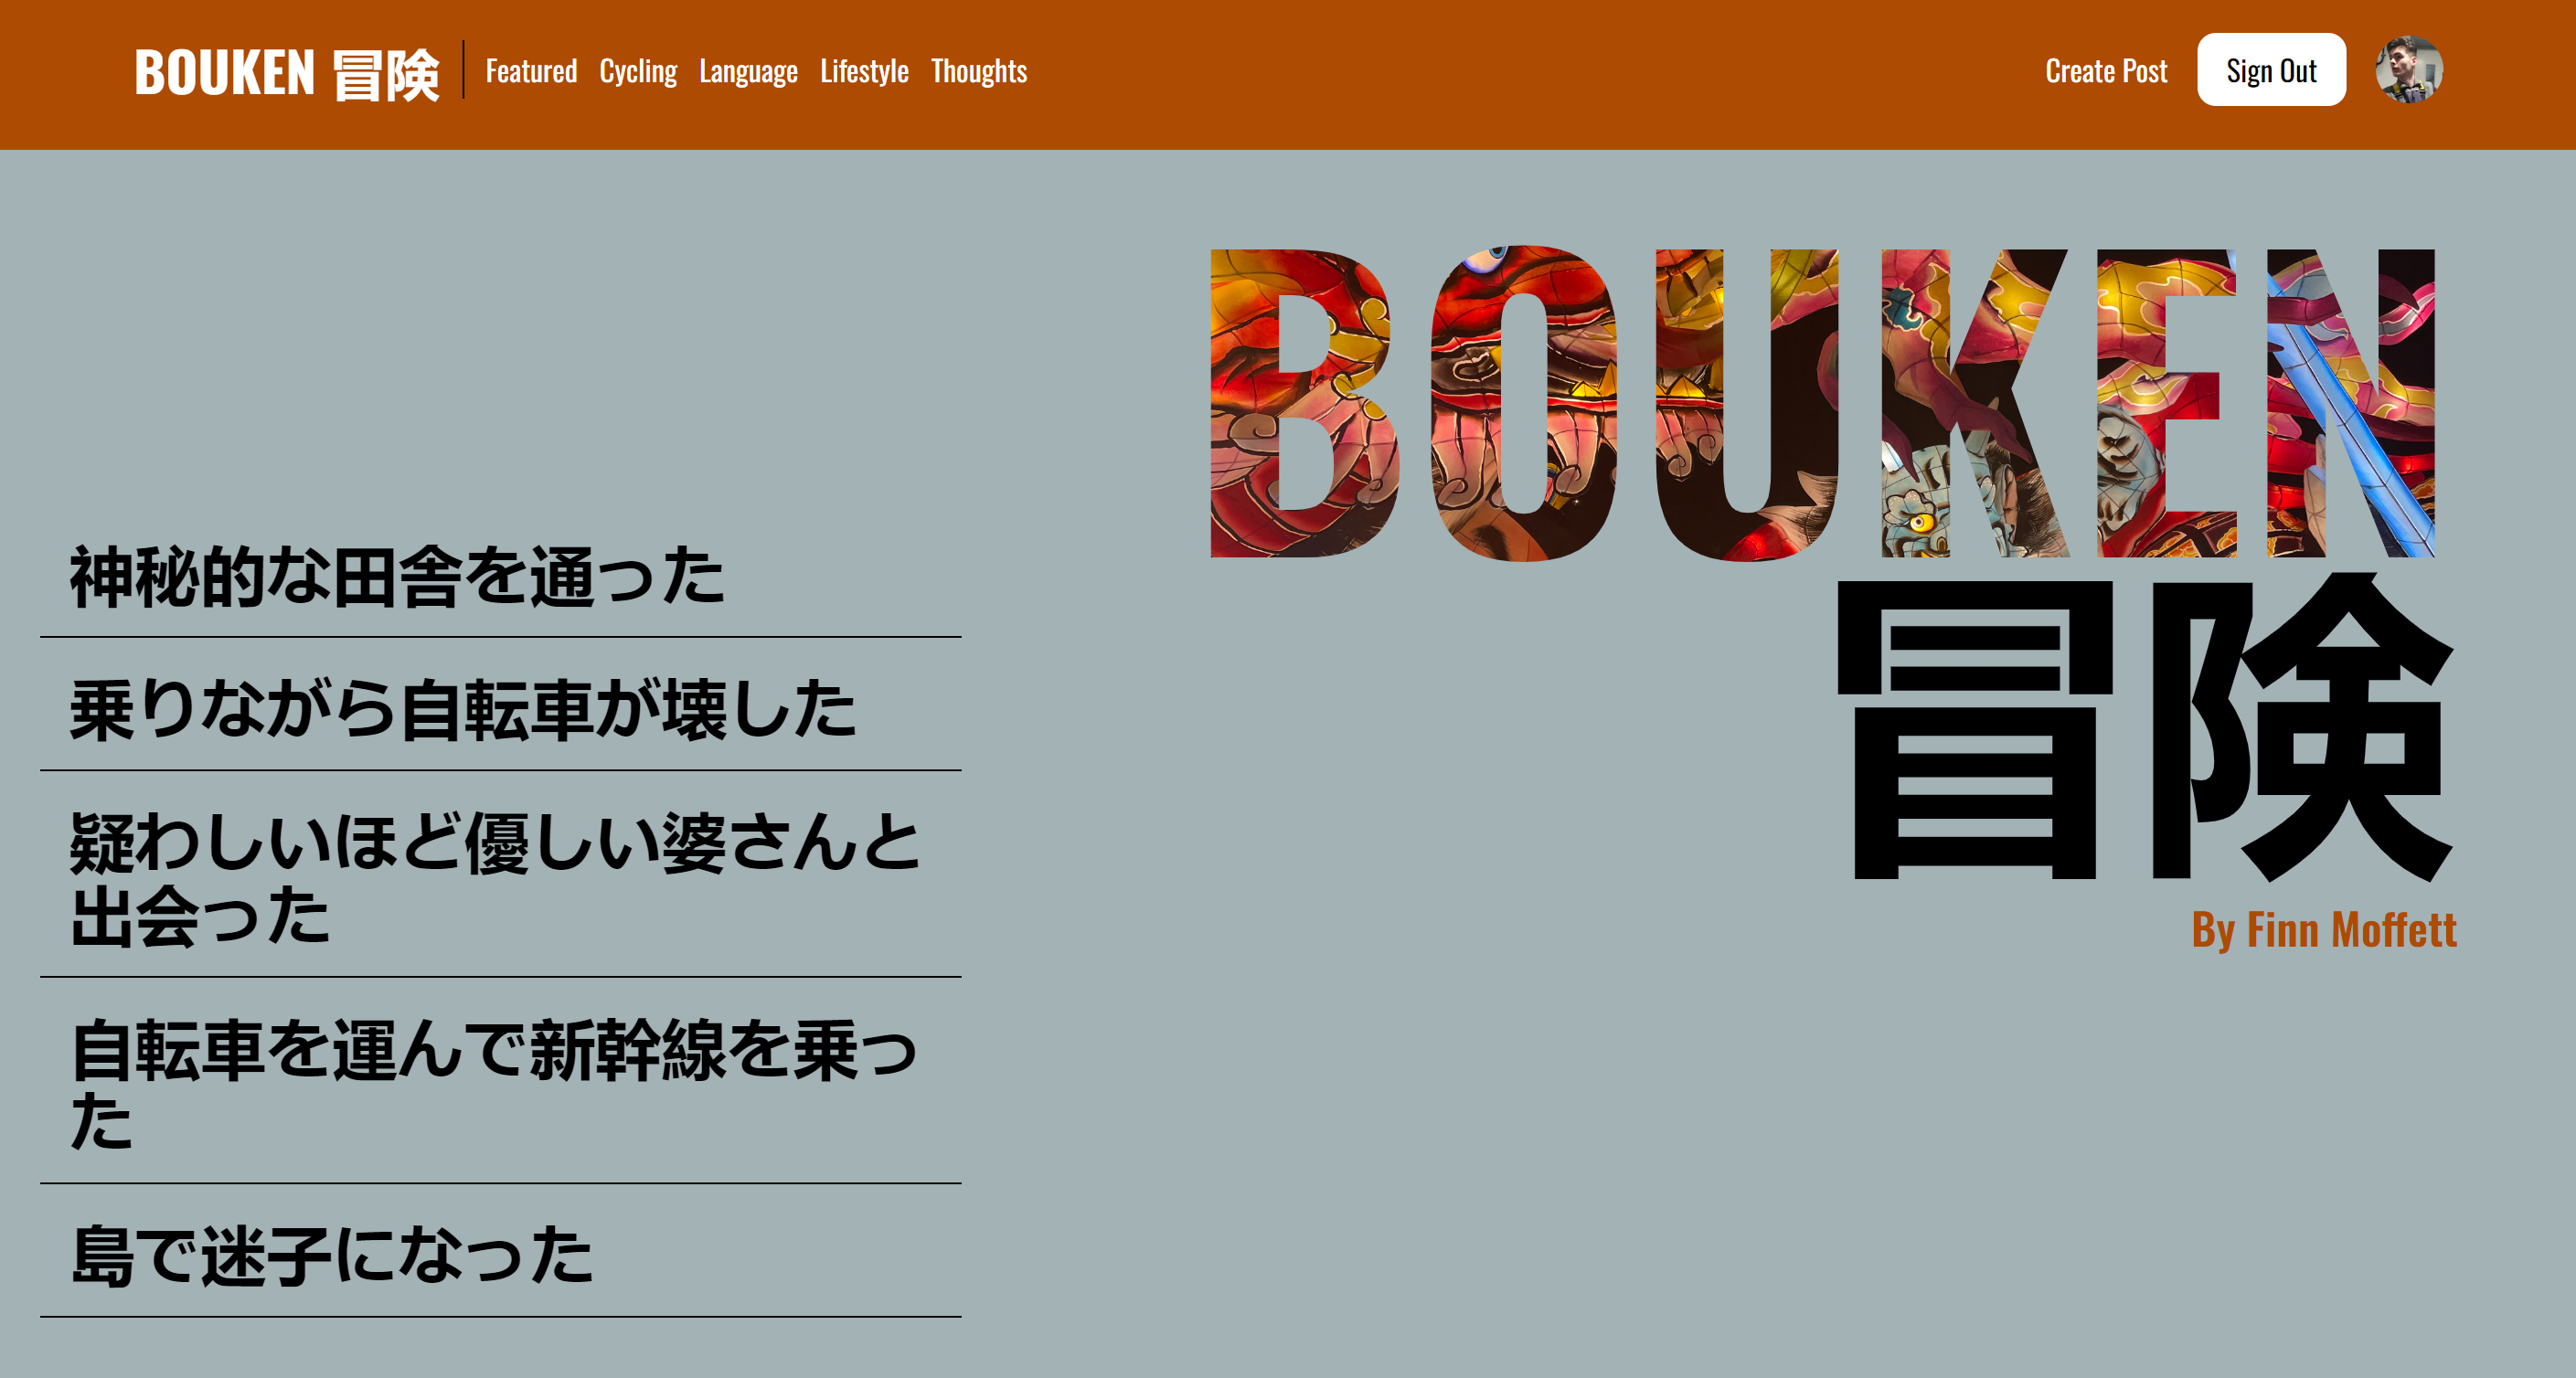 BOUKEN 冒険
Featured Cycling Language Lifestyle Thoughts
Create Post Sign Out
BOUKEN
冒険
By Finn Moffett
神秘的な田舎を通った
乗りながら自転車が壊した
疑わしいほど優しい婆さんと
出会った
自転車を運んで新幹線を乗っ
た
島で迷子になった